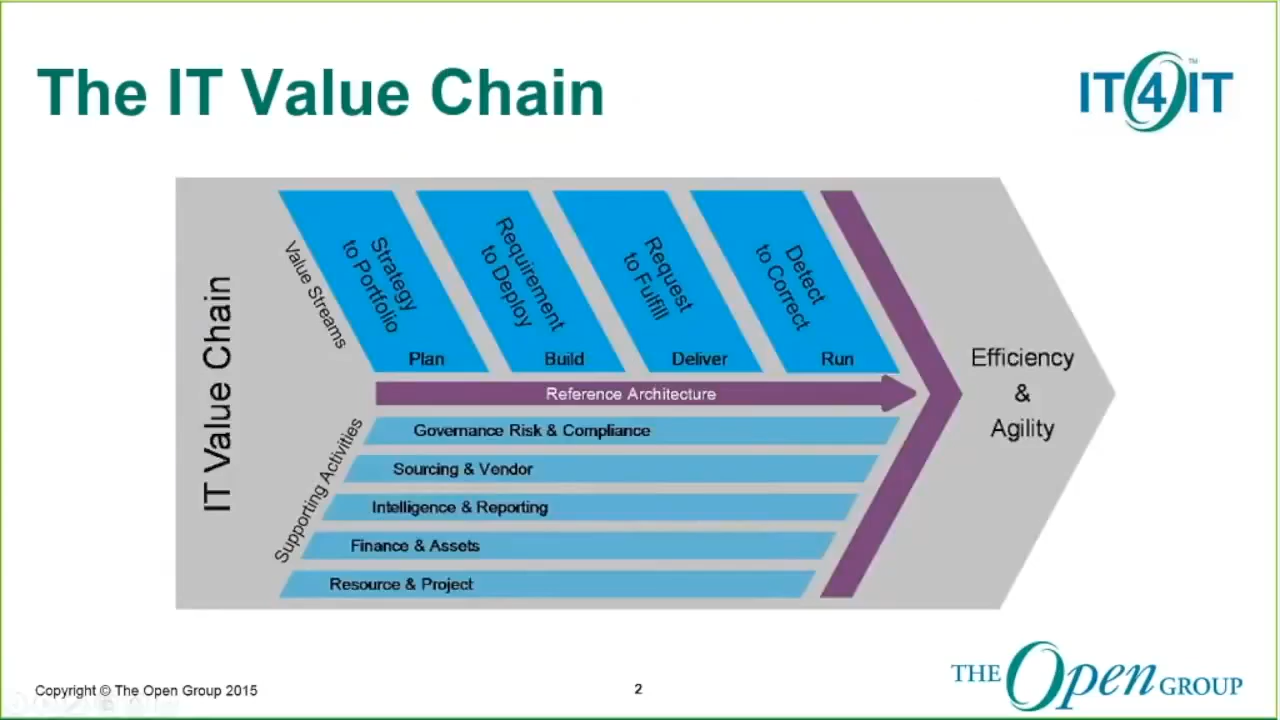 The IT Value Chain
IT4IT™
IT Value Chain
Value Streams
Strategy
to Portfolio
Plan
Requirement
to Deploy
Build
Request
to Fulfill
Deliver
Detect
to Correct
Run
Reference Architecture
Efficiency
&
Agility
Supporting Activities
Governance Risk & Compliance
Sourcing & Vendor
Intelligence & Reporting
Finance & Assets
Resource & Project
Copyright © The Open Group 2015
2
THE Open GROUP